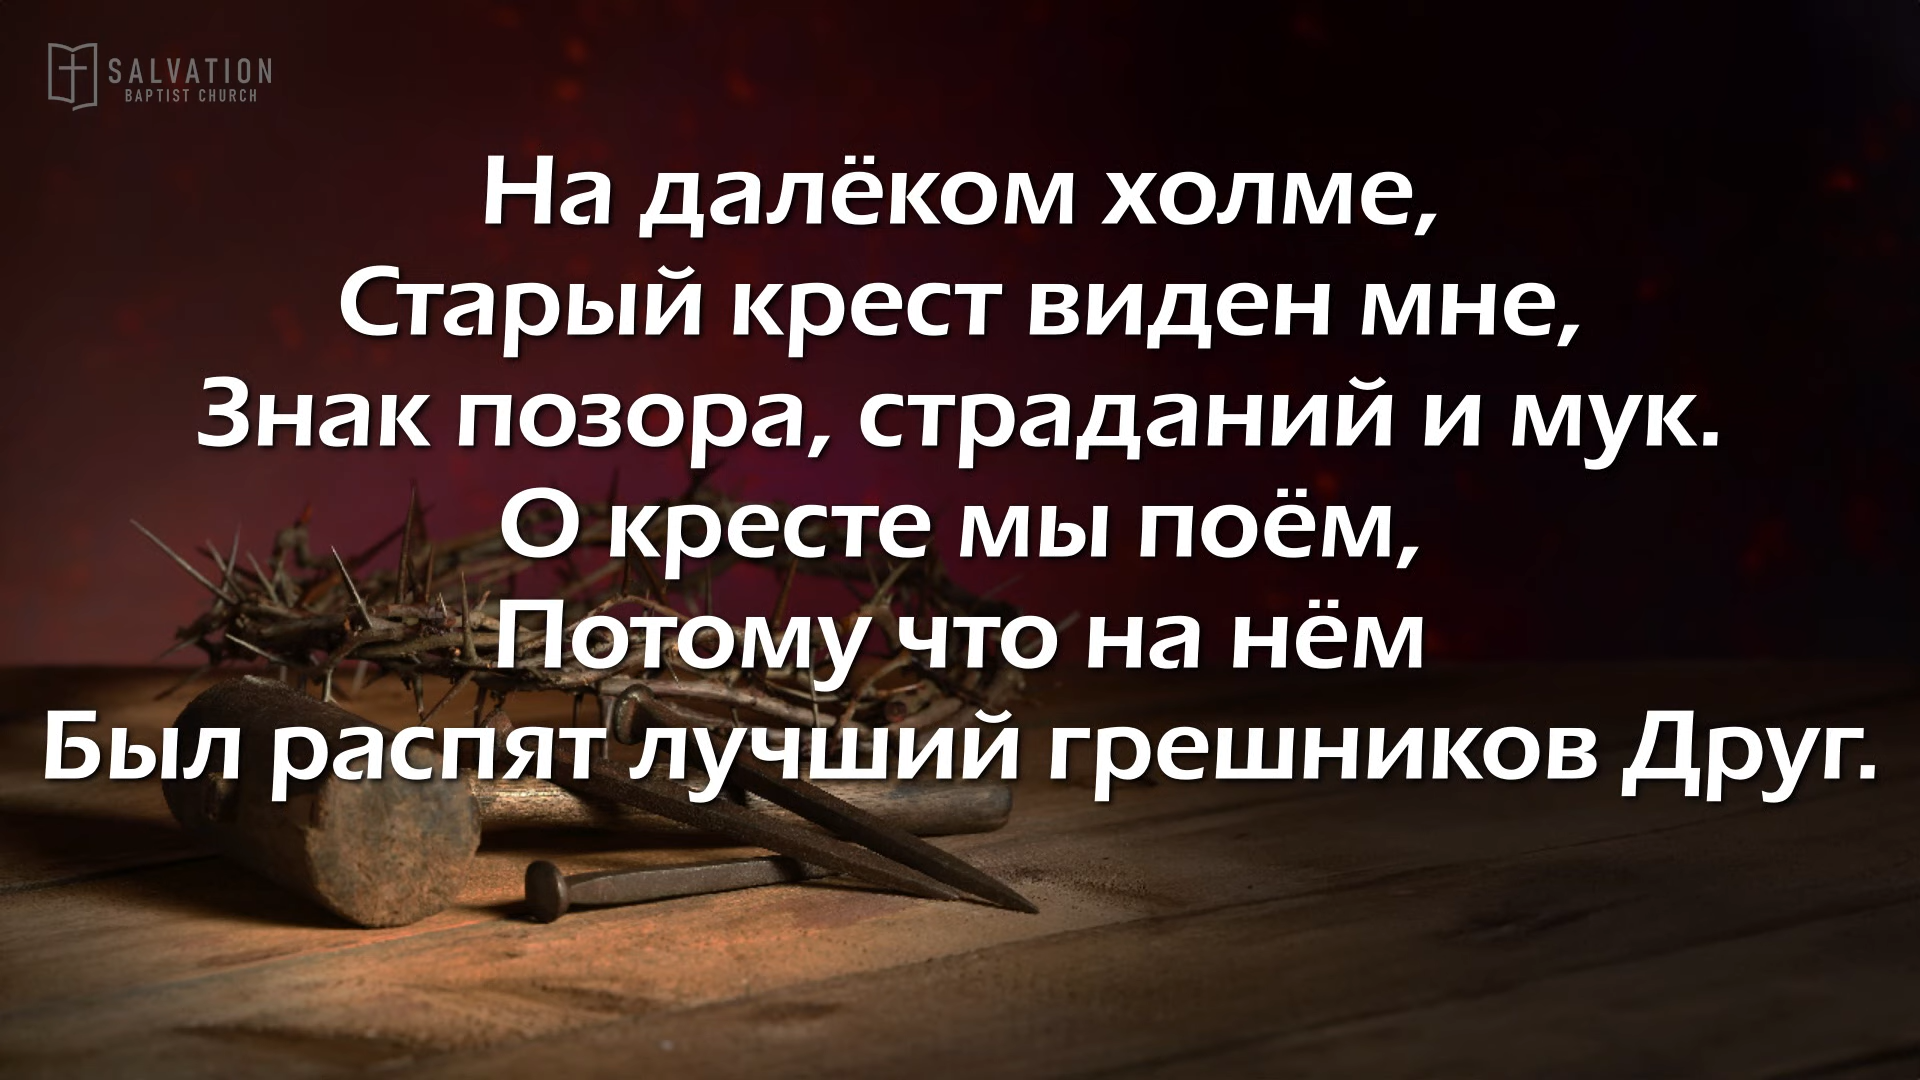 SALVATION
BAPTIST CHURCH
На далёком холме,
Старый крест виден мне,
Знак позора, страданий и мук.
О кресте мы поём,
Потому что на нём
Был распят лучший грешников Друг.